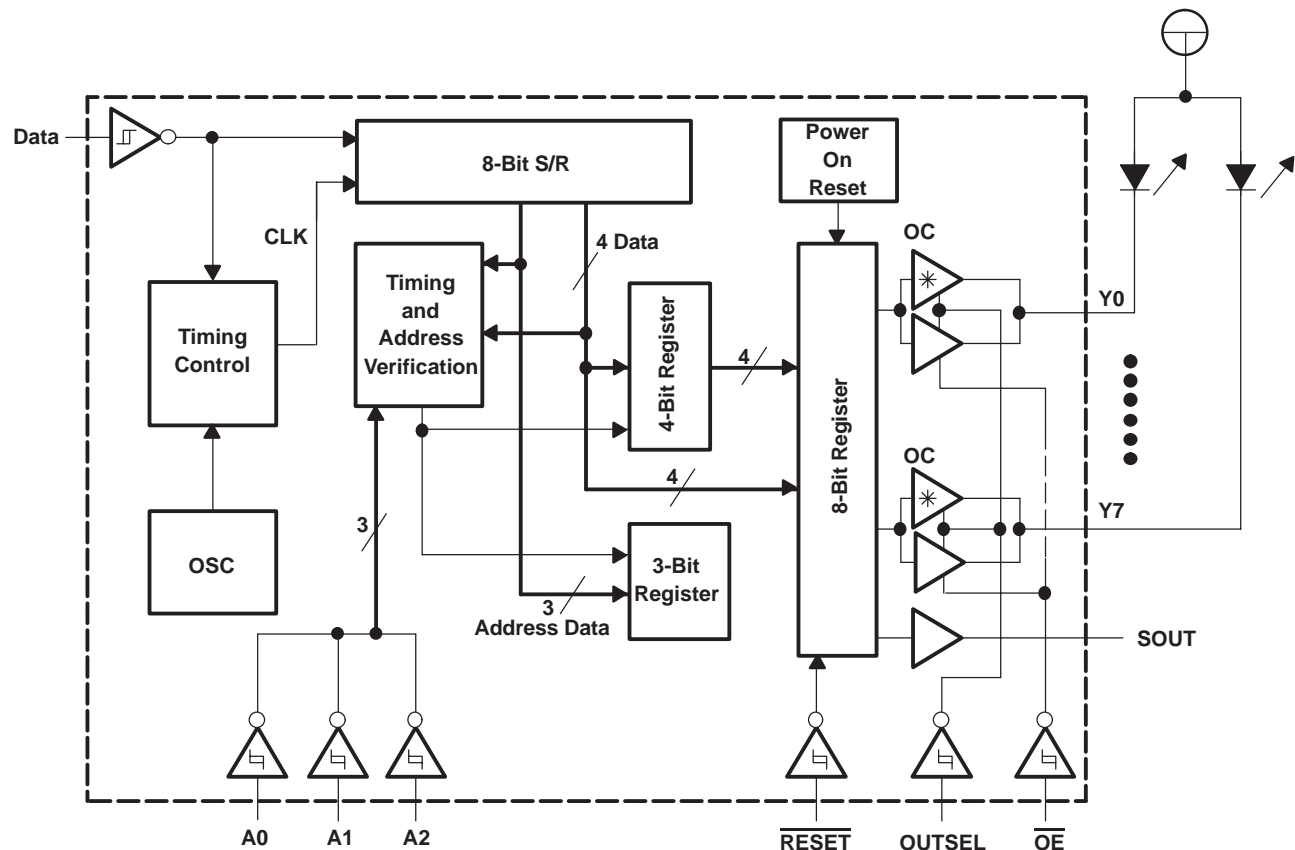 Data
8-Bit S/R
Power
On
Reset
CLK
4 Data
OC
Timing
and
Address
Verification
Y0
Timing
Control
4-Bit Register
4
8-Bit Register
OC
4
3
Y7
OSC
3-Bit
Register
3
Address Data
SOUT
A0
A1
A2
RESET
OUTSEL
OE